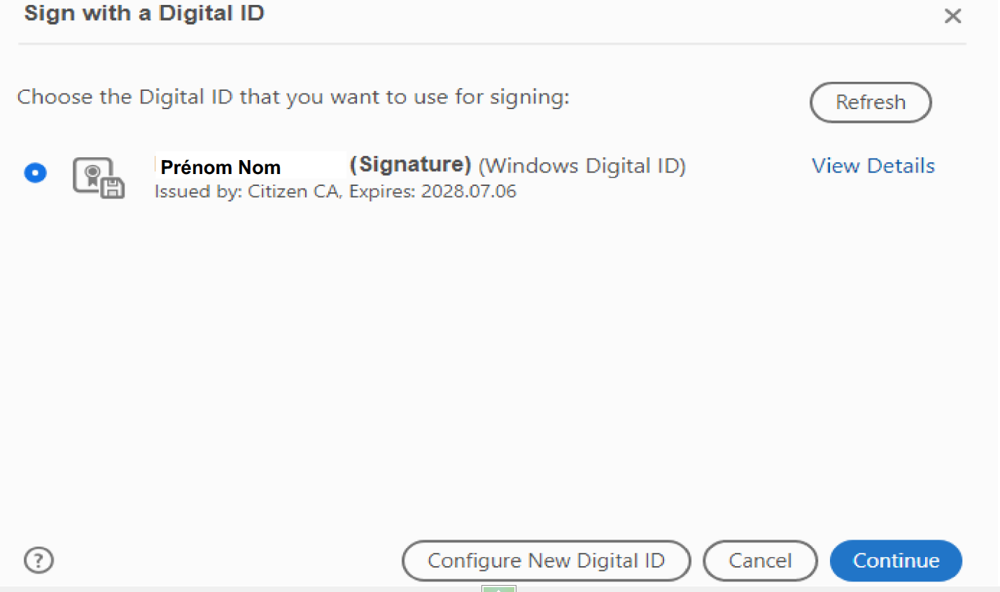 Sign with a Digital ID
Choose the Digital ID that you want to use for signing:
Refresh
Prénom Nom (Signature) (Windows Digital ID)
View Details
Issued by: Citizen CA, Expires: 2028.07.06
?
Configure New Digital ID
Cancel
Continue